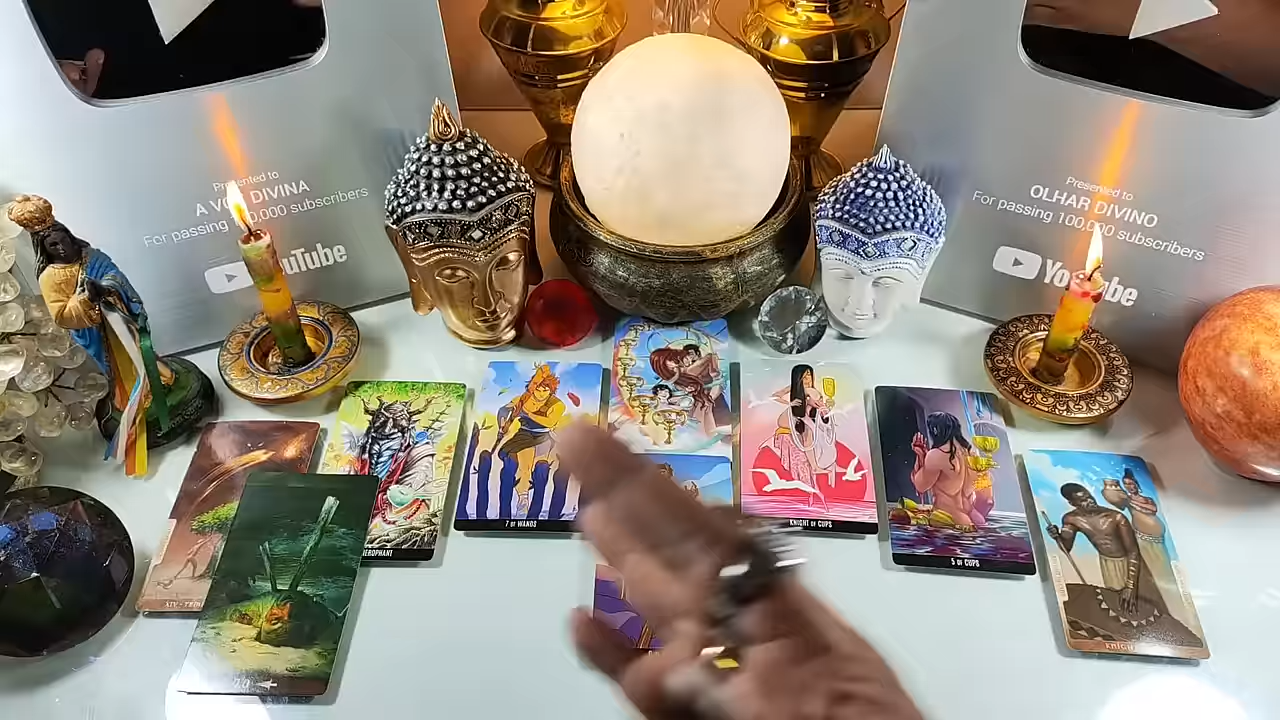 Presented to
A VOZ DIVINA
For passing 100,000 subscribers
YouTube
Presented to
OLHAR DIVINO
For passing 100,000 subscribers
YouTube
HIEROPHANT
7 OF WANDS
KNIGHT OF CUPS
5 OF CUPS